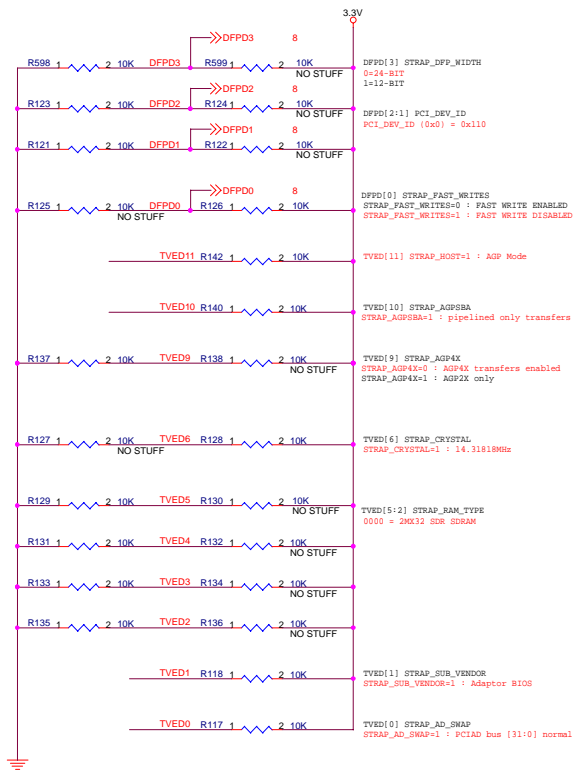 3.3V
DFPD3 8
R598 1 2 10K DFPD3 R599 1 2 10K
NO STUFF
DFPD[3] STRAP_DFP_WIDTH
0=24-BIT
1=12-BIT
DFPD2 8
R123 1 2 10K DFPD2 R124 1 2 10K
NO STUFF
DFPD[2:1] PCI_DEV_ID
PCI_DEV_ID (0x0) = 0x110
DFPD1 8
R121 1 2 10K DFPD1 R122 1 2 10K
NO STUFF
DFPD0 8
R125 1 2 10K DFPD0 R126 1 2 10K
NO STUFF
DFPD[0] STRAP_FAST_WRITES
STRAP_FAST_WRITES=0 : FAST WRITE ENABLED
STRAP_FAST_WRITES=1 : FAST WRITE DISABLED
TVED11 R142 1 2 10K
TVED[11] STRAP_HOST=1 : AGP Mode
TVED10 R140 1 2 10K
TVED[10] STRAP_AGPSBA
STRAP_AGPSBA=1 : pipelined only transfers
R137 1 2 10K TVED9 R138 1 2 10K
NO STUFF
TVED[9] STRAP_AGP4X
STRAP_AGP4X=0 : AGP4X transfers enabled
STRAP_AGP4X=1 : AGP2X only
R127 1 2 10K TVED6 R128 1 2 10K
NO STUFF
TVED[6] STRAP_CRYSTAL
STRAP_CRYSTAL=1 : 14.31818MHz
R129 1 2 10K TVED5 R130 1 2 10K
NO STUFF
TVED[5:2] STRAP_RAM_TYPE
0000 = 2MX32 SDR SDRAM
R131 1 2 10K TVED4 R132 1 2 10K
NO STUFF
R133 1 2 10K TVED3 R134 1 2 10K
NO STUFF
R135 1 2 10K TVED2 R136 1 2 10K
NO STUFF
TVED1 R118 1 2 10K
TVED[1] STRAP_SUB_VENDOR
STRAP_SUB_VENDOR=1 : Adaptor BIOS
TVED0 R117 1 2 10K
TVED[0] STRAP_AD_SWAP
STRAP_AD_SWAP=1 : PCIAD bus [31:0] normal